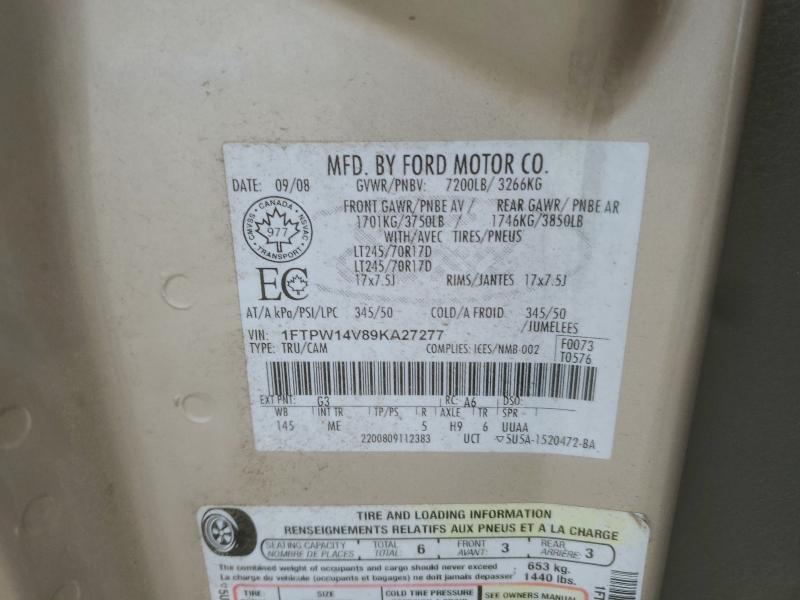 MFD. BY FORD MOTOR CO.
DATE: 09/08 GVWR/PNBV: 7200LB/ 3266KG
FRONT GAWR/PNBE AV / REAR GAWR/ PNBE AR
1701KG/3750LB / 1746KG/3850LB
WITH/AVEC TIRES/PNEUS
LT245/70R17D
LT245/70R17D
17x7.5J RIMS/JANTES 17x7.5J
CANADA
CMVSS 977 NSVAC
TRANSPORT
EC
AT/A kPa/PSI/LPC 345/50 COLD/A FROID 345/50
/JUMELEES
VIN: 1FTPW14V89KA27277
TYPE: TRU/CAM COMPLIES: ICES/NMB-002
F0073
T0576
EXT PNT: G3 RC: A6 DSO:
WB INT TR TP/PS R AXLE TR SPR
145 ME 5 H9 6 UUAA
2200809112383 UCT ▽5U5A-1520472-BA
TIRE AND LOADING INFORMATION
RENSEIGNEMENTS RELATIFS AUX PNEUS ET A LA CHARGE
SEATING CAPACITY TOTAL 6 FRONT 3 REAR 3
NOMBRE DE PLACES TOTAL: AVANT: ARRIÈRE:
The combined weight of occupants and cargo should never exceed 653 kg.
La charge du véhicule (occupants et bagages) ne doit jamais dépasser 1440 lbs.
TIRE SIZE COLD TIRE PRESSURE SEE OWNERS MANUAL